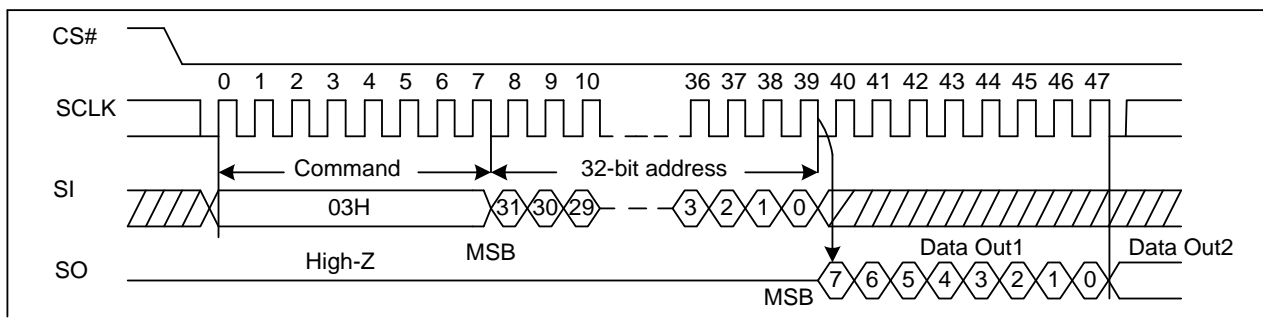 CS#
0 1 2 3 4 5 6 7 8 9 10 36 37 38 39 40 41 42 43 44 45 46 47
SCLK
Command 32-bit address
SI
03H 31 30 29 3 2 1 0
High-Z MSB Data Out1 Data Out2
SO
MSB 7 6 5 4 3 2 1 0